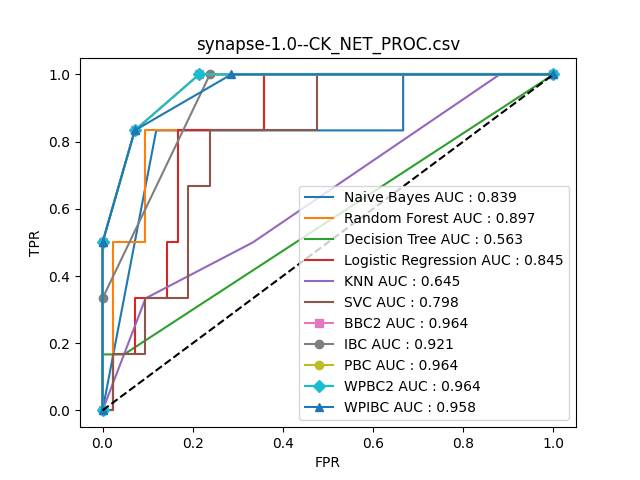 synapse-1.0--CK_NET_PROC.csv
1.0
0.8
0.6
0.4
0.2
0.0
TPR
Naive Bayes AUC : 0.839
Random Forest AUC : 0.897
Decision Tree AUC : 0.563
Logistic Regression AUC : 0.845
KNN AUC : 0.645
SVC AUC : 0.798
BBC2 AUC : 0.964
IBC AUC : 0.921
PBC AUC : 0.964
WPBC2 AUC : 0.964
WPIBC AUC : 0.958
0.0 0.2 0.4 0.6 0.8 1.0
FPR